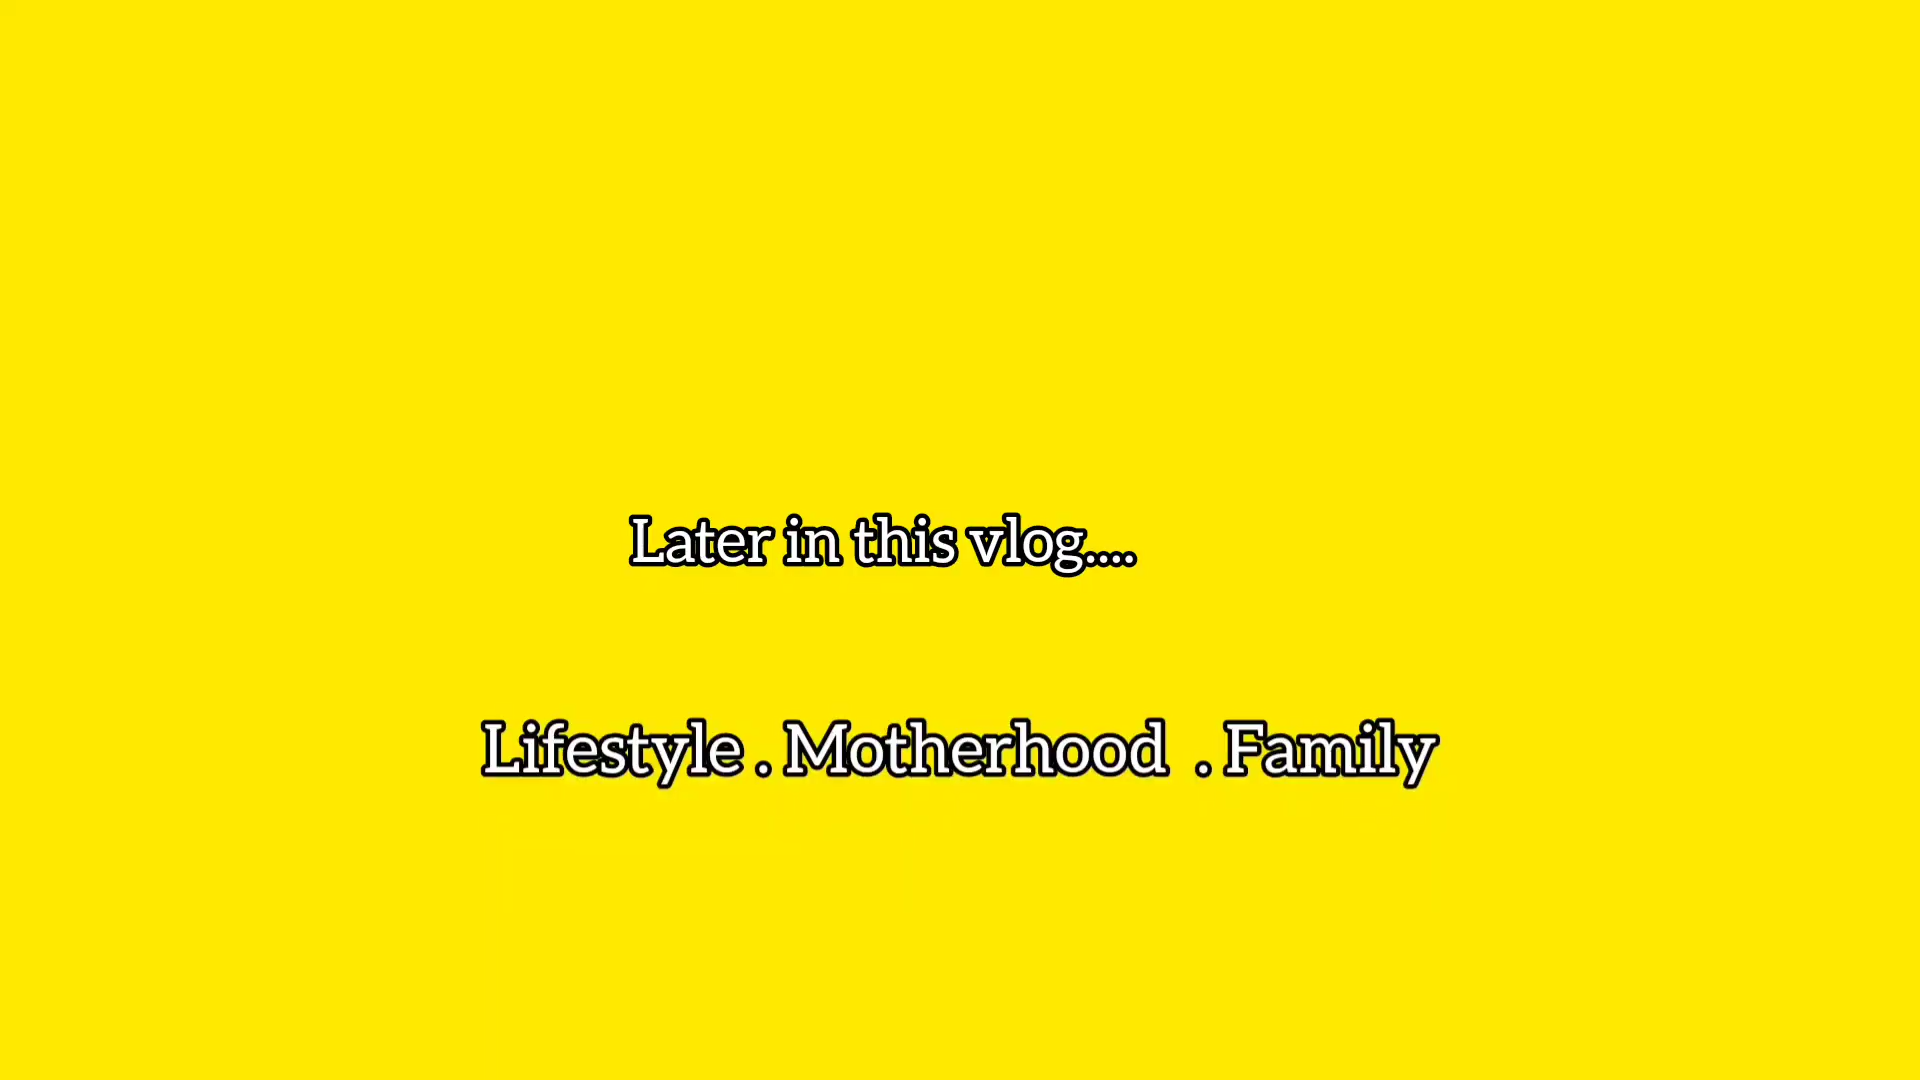 Later in this vlog....
Lifestyle . Motherhood . Family